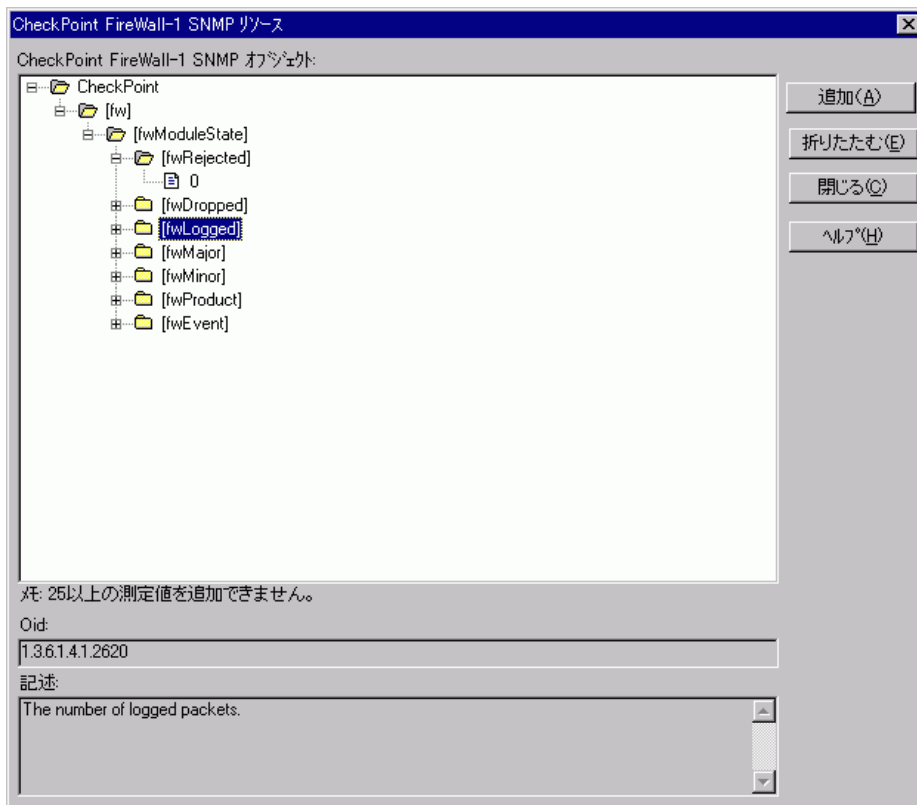 CheckPoint FireWall-1 SNMP ﾘｿｰｽ
CheckPoint FireWall-1 SNMP ｵﾌﾞｼﾞｪｸﾄ:
CheckPoint
[fw]
[fwModuleState]
[fwRejected]
0
[fwDropped]
[fwLogged]
[fwMajor]
[fwMinor]
[fwProduct]
[fwEvent]
追加(A)
折りたたむ(E)
閉じる(C)
ﾍﾙﾌﾟ(H)
ﾒﾓ: 25以上の測定値を追加できません。
Oid:
1.3.6.1.4.1.2620
記述:
The number of logged packets.